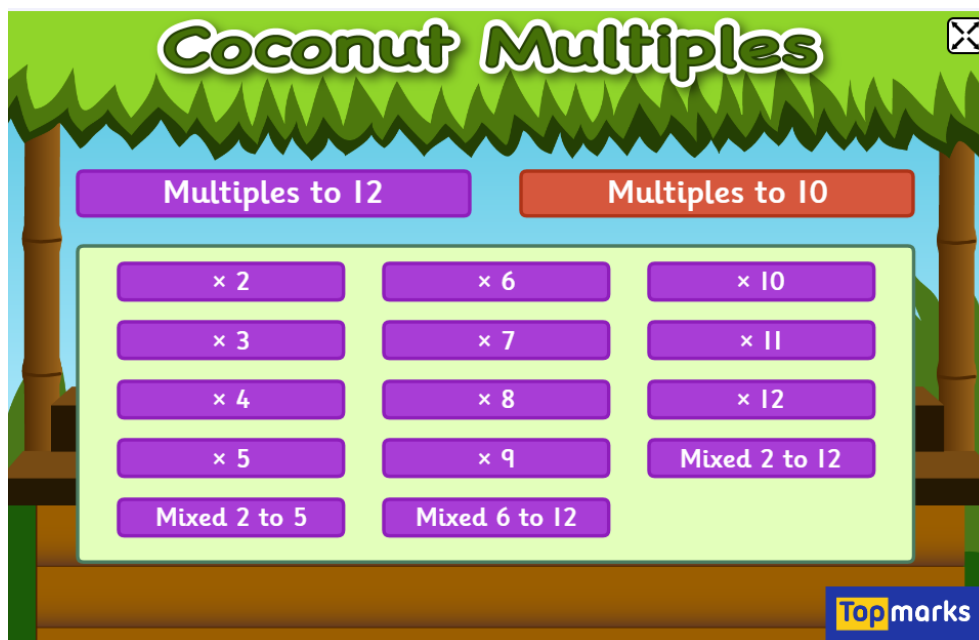 Coconut Multiples
Multiples to 12
Multiples to 10
× 2
× 6
× 10
× 3
× 7
× 11
× 4
× 8
× 12
× 5
× 9
Mixed 2 to 12
Mixed 2 to 5
Mixed 6 to 12
Topmarks